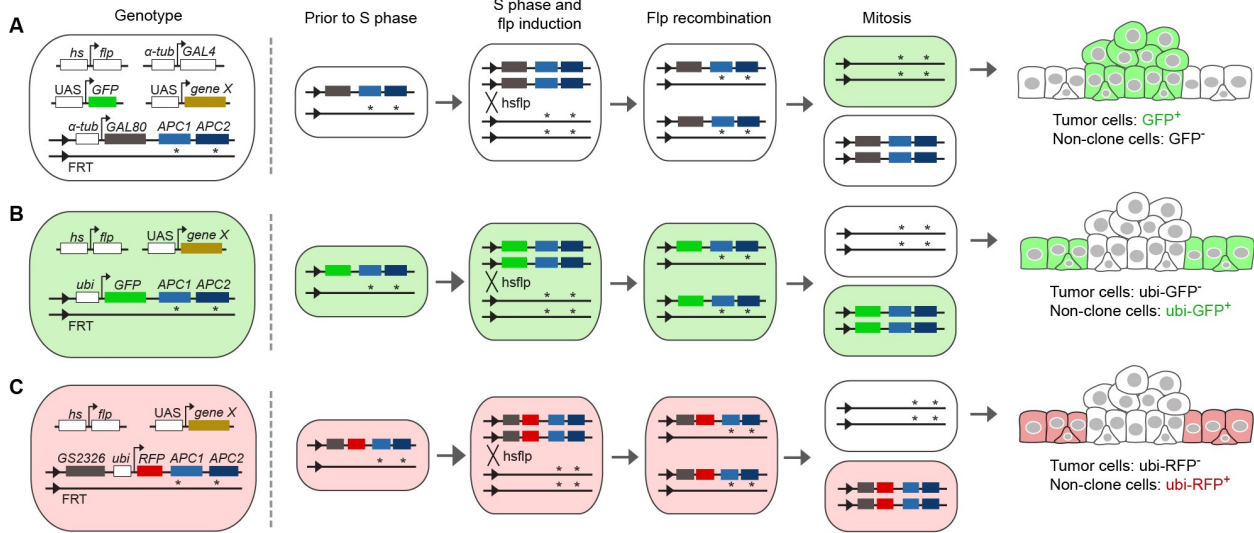 Genotype
Prior to S phase
S phase and
flp induction
Flp recombination
Mitosis
A
hs flp α-tub GAL4
UAS GFP UAS gene X
α-tub GAL80 APC1 APC2
* *
FRT
* *
hsflp
* *
* *
* *
* *
* *
* *
Tumor cells: GFP+
Non-clone cells: GFP-
B
hs flp UAS gene X
ubi GFP APC1 APC2
* *
FRT
* *
hsflp
* *
* *
* *
* *
* *
* *
Tumor cells: ubi-GFP-
Non-clone cells: ubi-GFP+
C
hs flp UAS gene X
GS2326 ubi RFP APC1 APC2
* *
FRT
* *
hsflp
* *
* *
* *
* *
* *
* *
Tumor cells: ubi-RFP-
Non-clone cells: ubi-RFP+